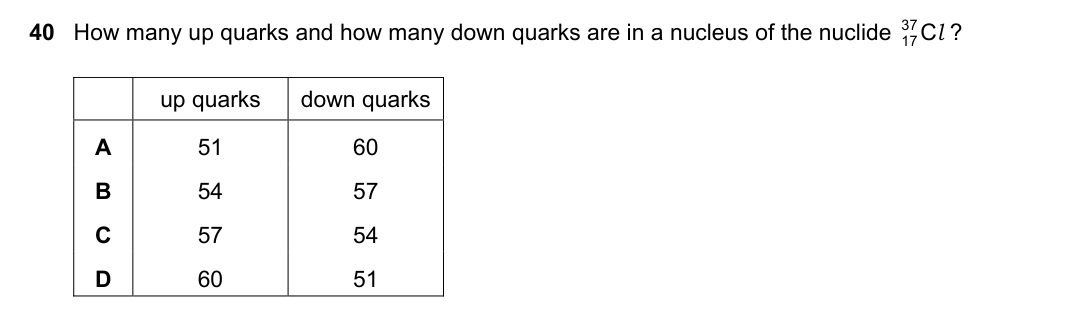 40 How many up quarks and how many down quarks are in a nucleus of the nuclide ³⁷₁₇Cl ?
up quarks down quarks
A 51 60
B 54 57
C 57 54
D 60 51